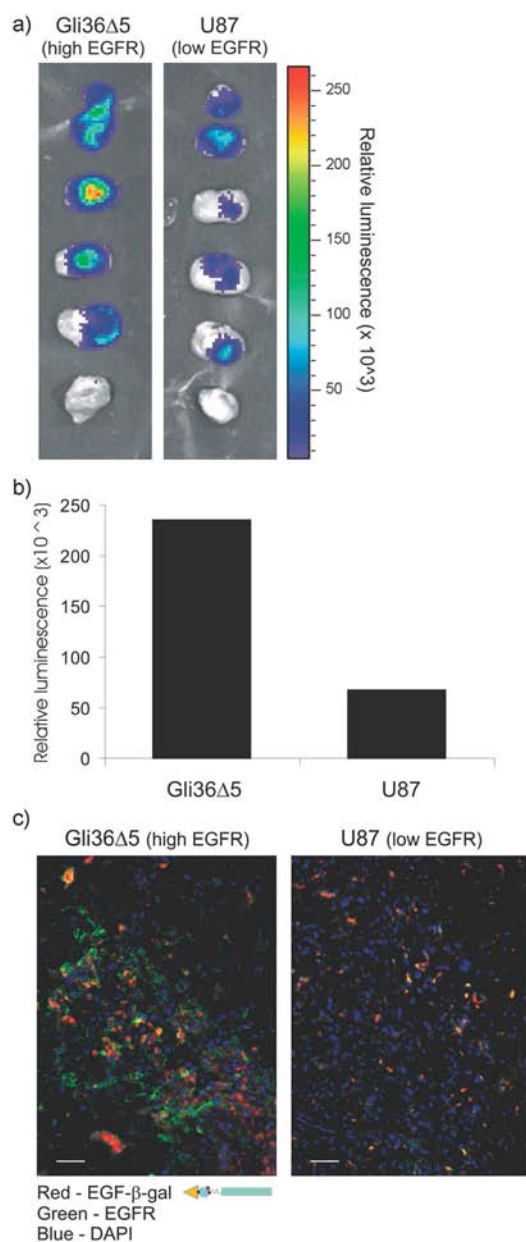 a)
Gli36Δ5
(high EGFR)
U87
(low EGFR)
250
200
150
100
50
Relative luminescence (x 10^3)
b)
Relative luminescence (x10^3)
250
200
150
100
50
0
Gli36Δ5
U87
c)
Gli36Δ5 (high EGFR)
U87 (low EGFR)
Red - EGF-β-gal
Green - EGFR
Blue - DAPI